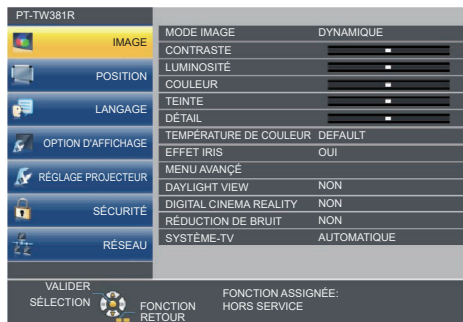 PT-TW381R
IMAGE
POSITION
LANGAGE
OPTION D'AFFICHAGE
RÉGLAGE PROJECTEUR
SÉCURITÉ
RÉSEAU
MODE IMAGE DYNAMIQUE
CONTRASTE
LUMINOSITÉ
COULEUR
TEINTE
DÉTAIL
TEMPÉRATURE DE COULEUR DEFAULT
EFFET IRIS OUI
MENU AVANÇÉ
DAYLIGHT VIEW NON
DIGITAL CINEMA REALITY NON
RÉDUCTION DE BRUIT NON
SYSTÈME-TV AUTOMATIQUE
VALIDER
SÉLECTION
FONCTION
RETOUR
FONCTION ASSIGNÉE:
HORS SERVICE